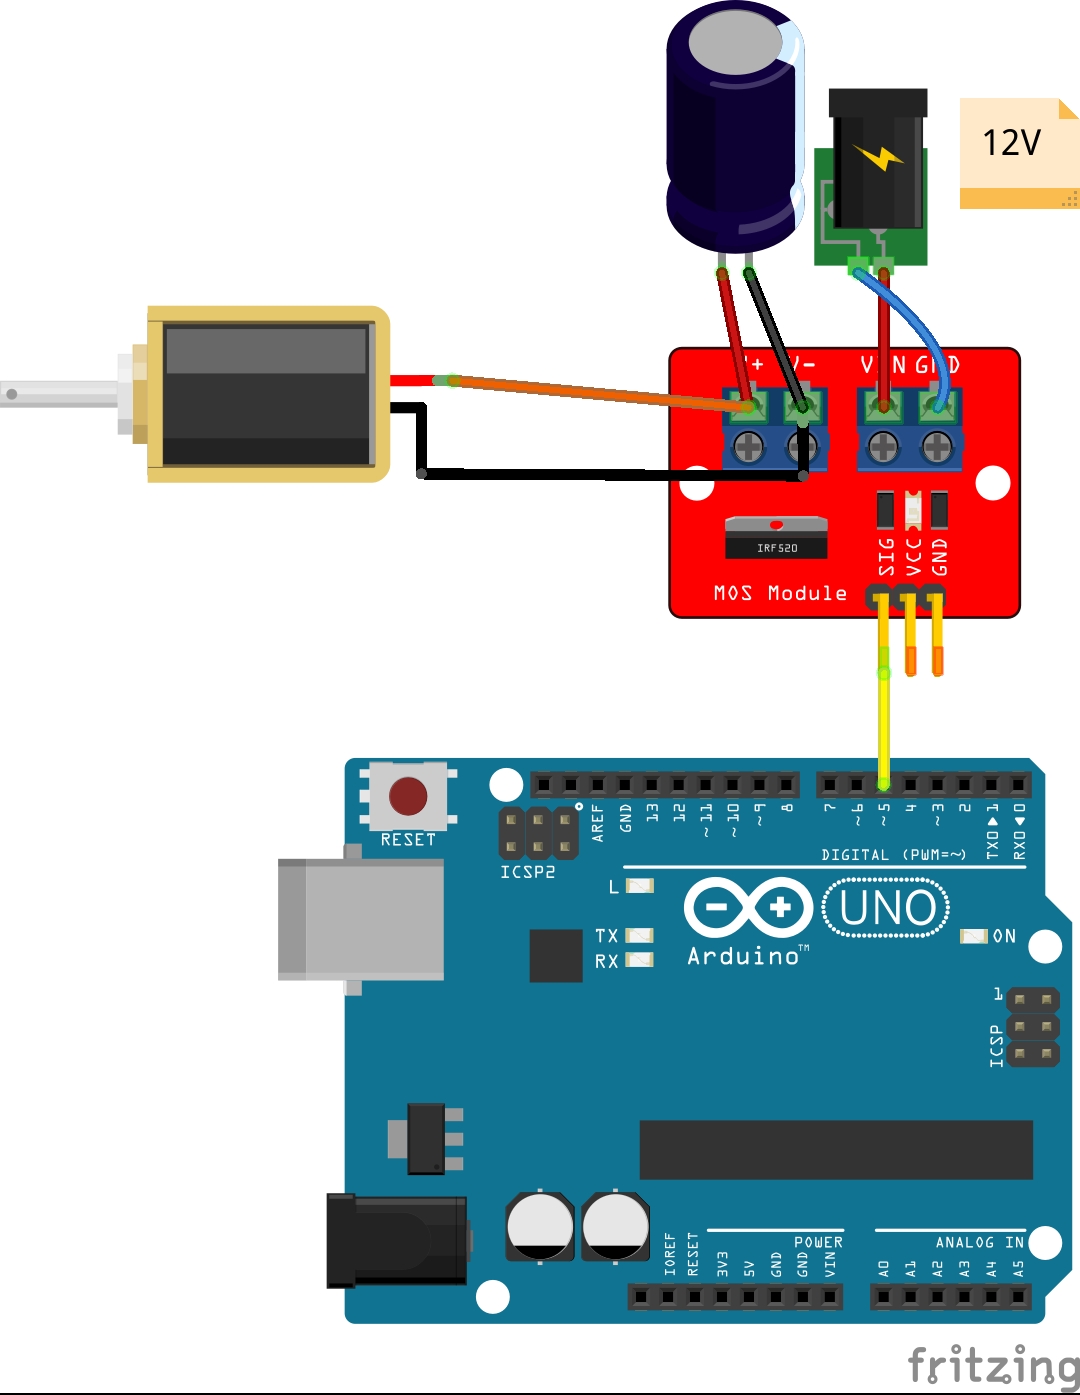 12V
V+ V- VIN GND
IRF520
SIG
VCC
GND
MOS Module
RESET
ICSP2
AREF
GND
13
12
~11
~10
~9
8
7
~6
~5
4
~3
2
TX0▶1
RX0◀0
DIGITAL (PWM=~)
L
TX
RX
UNO
Arduino™
ON
1
ICSP
IOREF
RESET
3V3
5V
GND
GND
VIN
POWER
ANALOG IN
A0
A1
A2
A3
A4
A5
fritzing